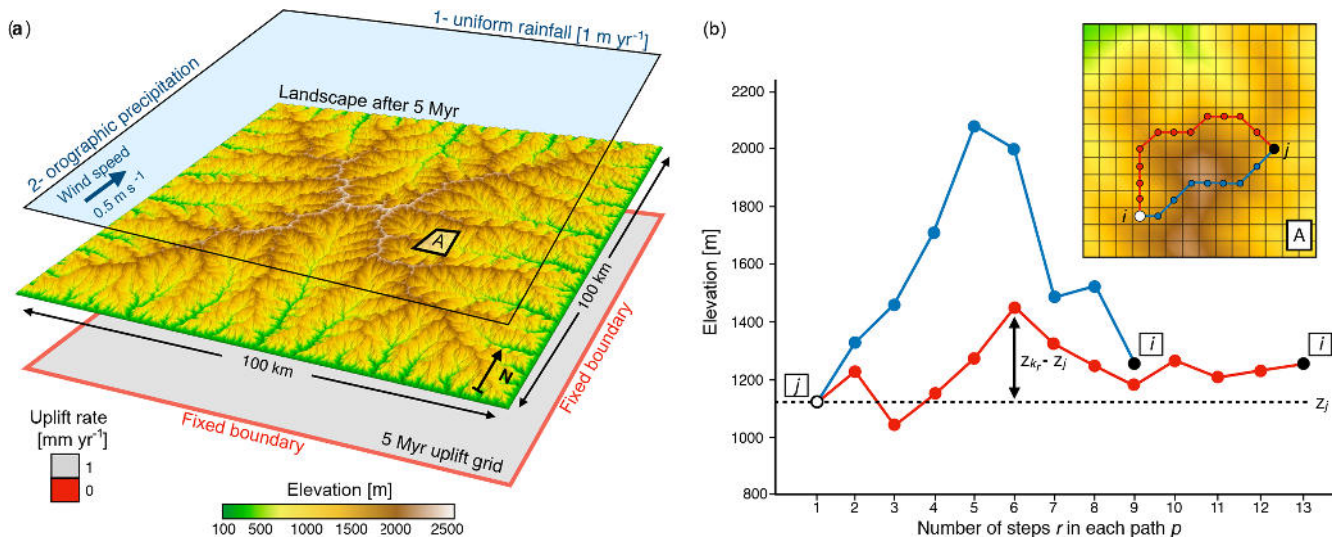 (a)
1- uniform rainfall [1 m yr⁻¹]
2- orographic precipitation
Wind speed
0.5 m s ⁻¹
Landscape after 5 Myr
A
100 km
100 km
N
Fixed boundary
Fixed boundary
5 Myr uplift grid
Uplift rate
[mm yr⁻¹]
1
0
Elevation [m]
100 500 1000 1500 2000 2500
(b)
Elevation [m]
2200
2000
1800
1600
1400
1200
1000
800
1 2 3 4 5 6 7 8 9 10 11 12 13
Number of steps r in each path p
j
i
i
z_{k_r} - z_j
z_j
i
j
A